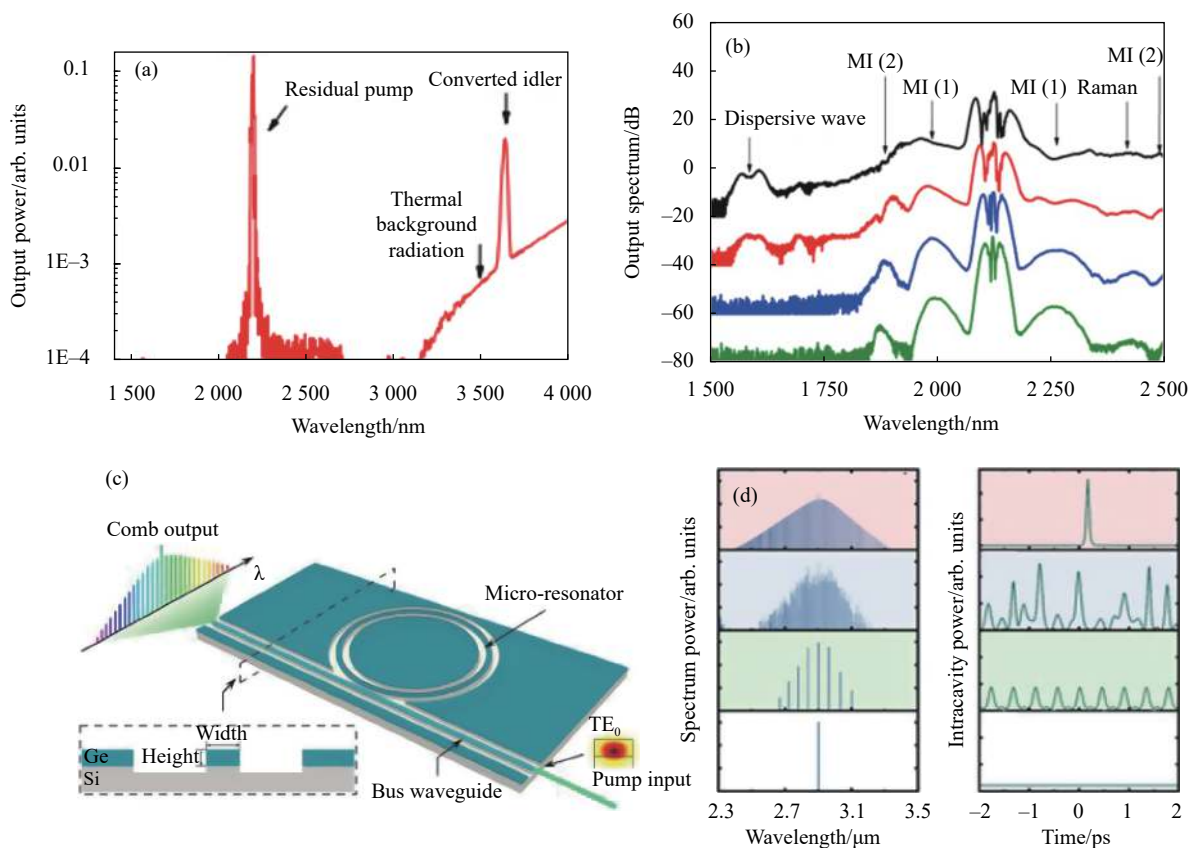 (a)
Output power/arb. units
0.1
0.01
1E−3
1E−4
Residual pump
Converted idler
Thermal
background
radiation
1 500
2 000
2 500
3 000
3 500
4 000
Wavelength/nm
(b)
Output spectrum/dB
60
40
20
0
−20
−40
−60
−80
MI (2)
MI (1)
MI (1)
Raman
MI (2)
Dispersive wave
1 500
1 750
2 000
2 250
2 500
Wavelength/nm
(c)
Comb output
λ
Micro-resonator
Width
Ge
Height
Si
Bus waveguide
TE0
Pump input
(d)
Spectrum power/arb. units
2.3
2.7
3.1
3.5
Wavelength/μm
Intracavity power/arb. units
−2
−1
0
1
2
Time/ps